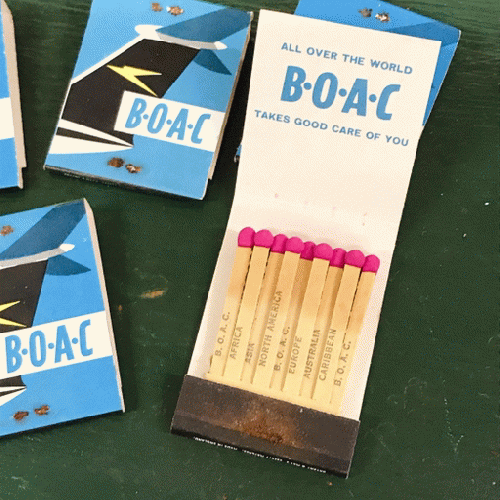 B·O·A·C
ALL OVER THE WORLD
B·O·A·C
TAKES GOOD CARE OF YOU
B·O·A·C
B. O. A. C.
AFRICA
ASIA
NORTH AMERICA
B. O. A. C.
EUROPE
AUSTRALIA
CARIBBEAN
B. O. A. C.